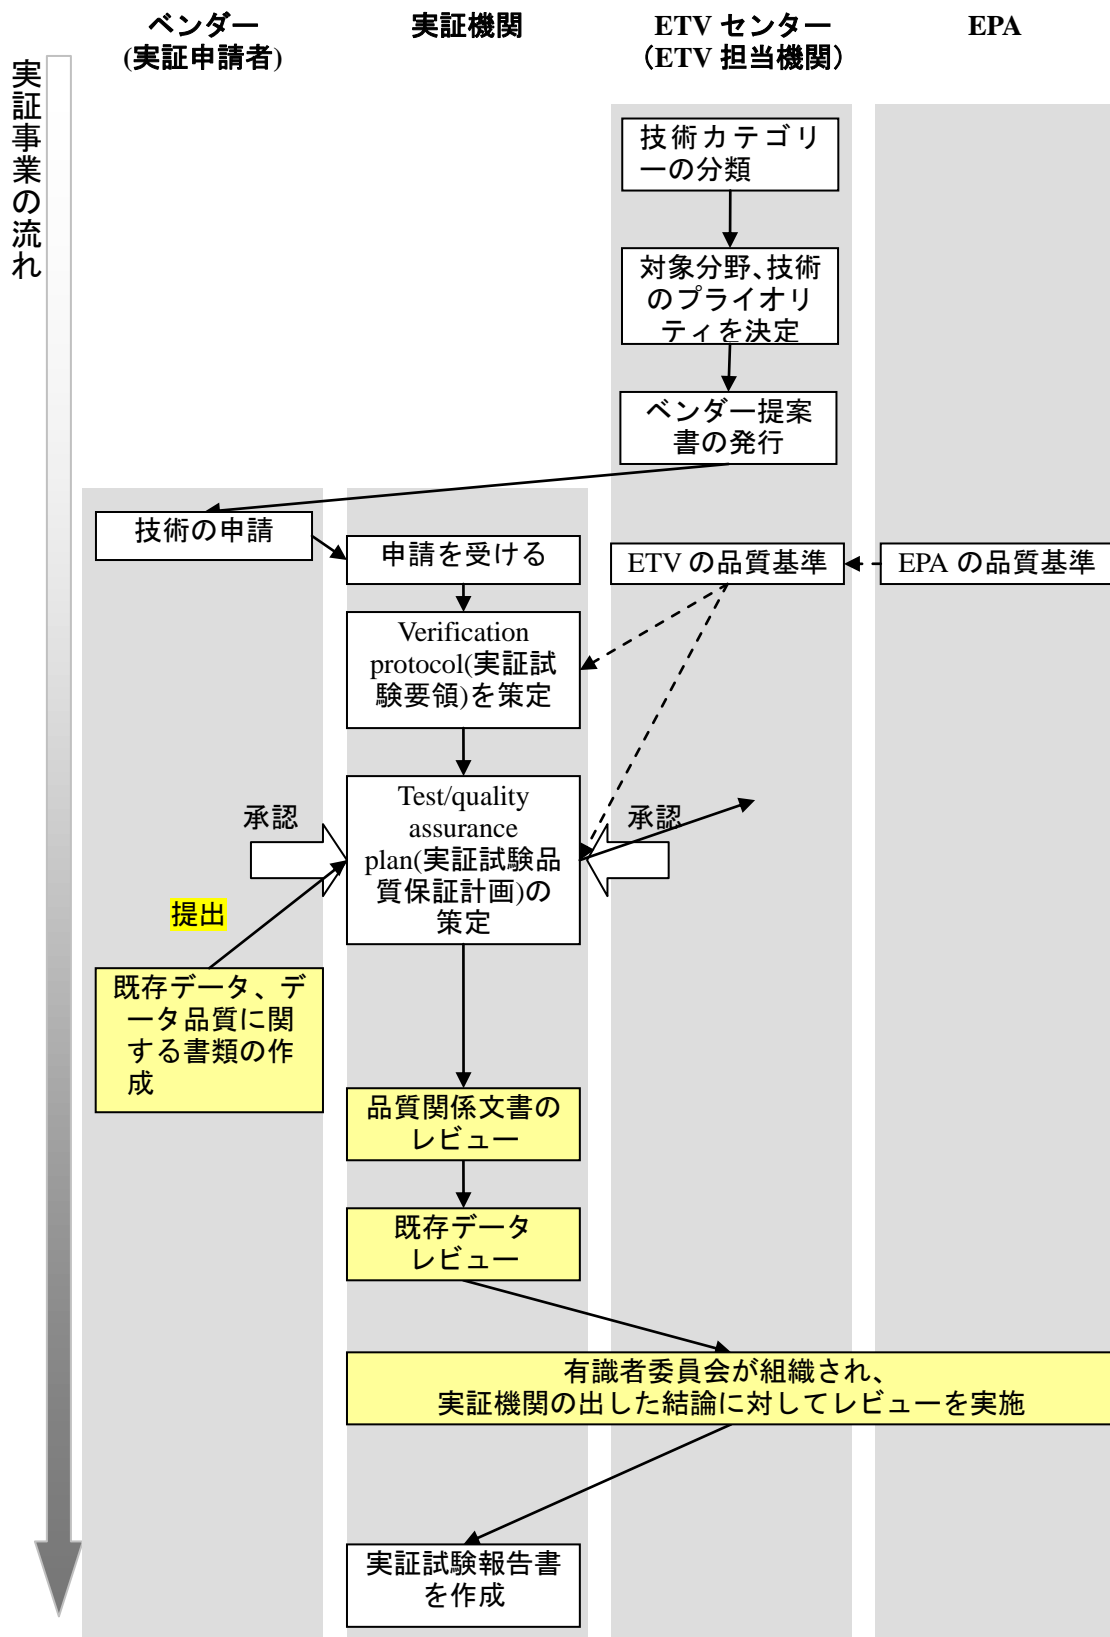 ベンダー
(実証申請者)
実証機関
ETV センター
(ETV 担当機関)
EPA
実証事業の流れ
技術カテゴリ
ーの分類
対象分野、技術
のプライオリ
ティを決定
ベンダー提案
書の発行
技術の申請
申請を受ける
ETV の品質基準
EPA の品質基準
Verification
protocol(実証試
験要領)を策定
承認
Test/quality
assurance
plan(実証試験品
質保証計画)の
策定
承認
提出
既存データ、デ
ータ品質に関
する書類の作
成
品質関係文書の
レビュー
既存データ
レビュー
有識者委員会が組織され、
実証機関の出した結論に対してレビューを実施
実証試験報告書
を作成